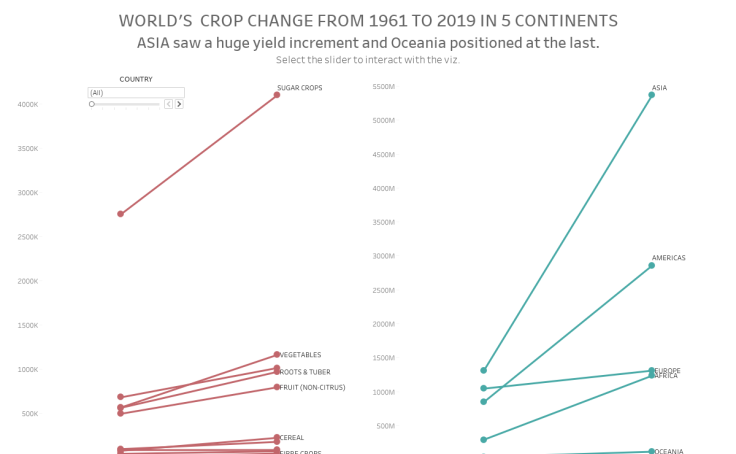 WORLD'S  CROP CHANGE FROM 1961 TO 2019 IN 5 CONTINENTS
ASIA saw a huge yield increment and Oceania positioned at the last.
Select the slider to interact with the viz.
COUNTRY
(All)
SUGAR CROPS
4000K
3500K
3000K
2500K
2000K
1500K
1000K
500K
VEGETABLES
ROOTS & TUBER
FRUIT (NON-CITRUS)
CEREAL
FIBRE CROPS
5500M
5000M
4500M
4000M
3500M
3000M
2500M
2000M
1500M
1000M
500M
ASIA
AMERICAS
EUROPE
AFRICA
OCEANIA